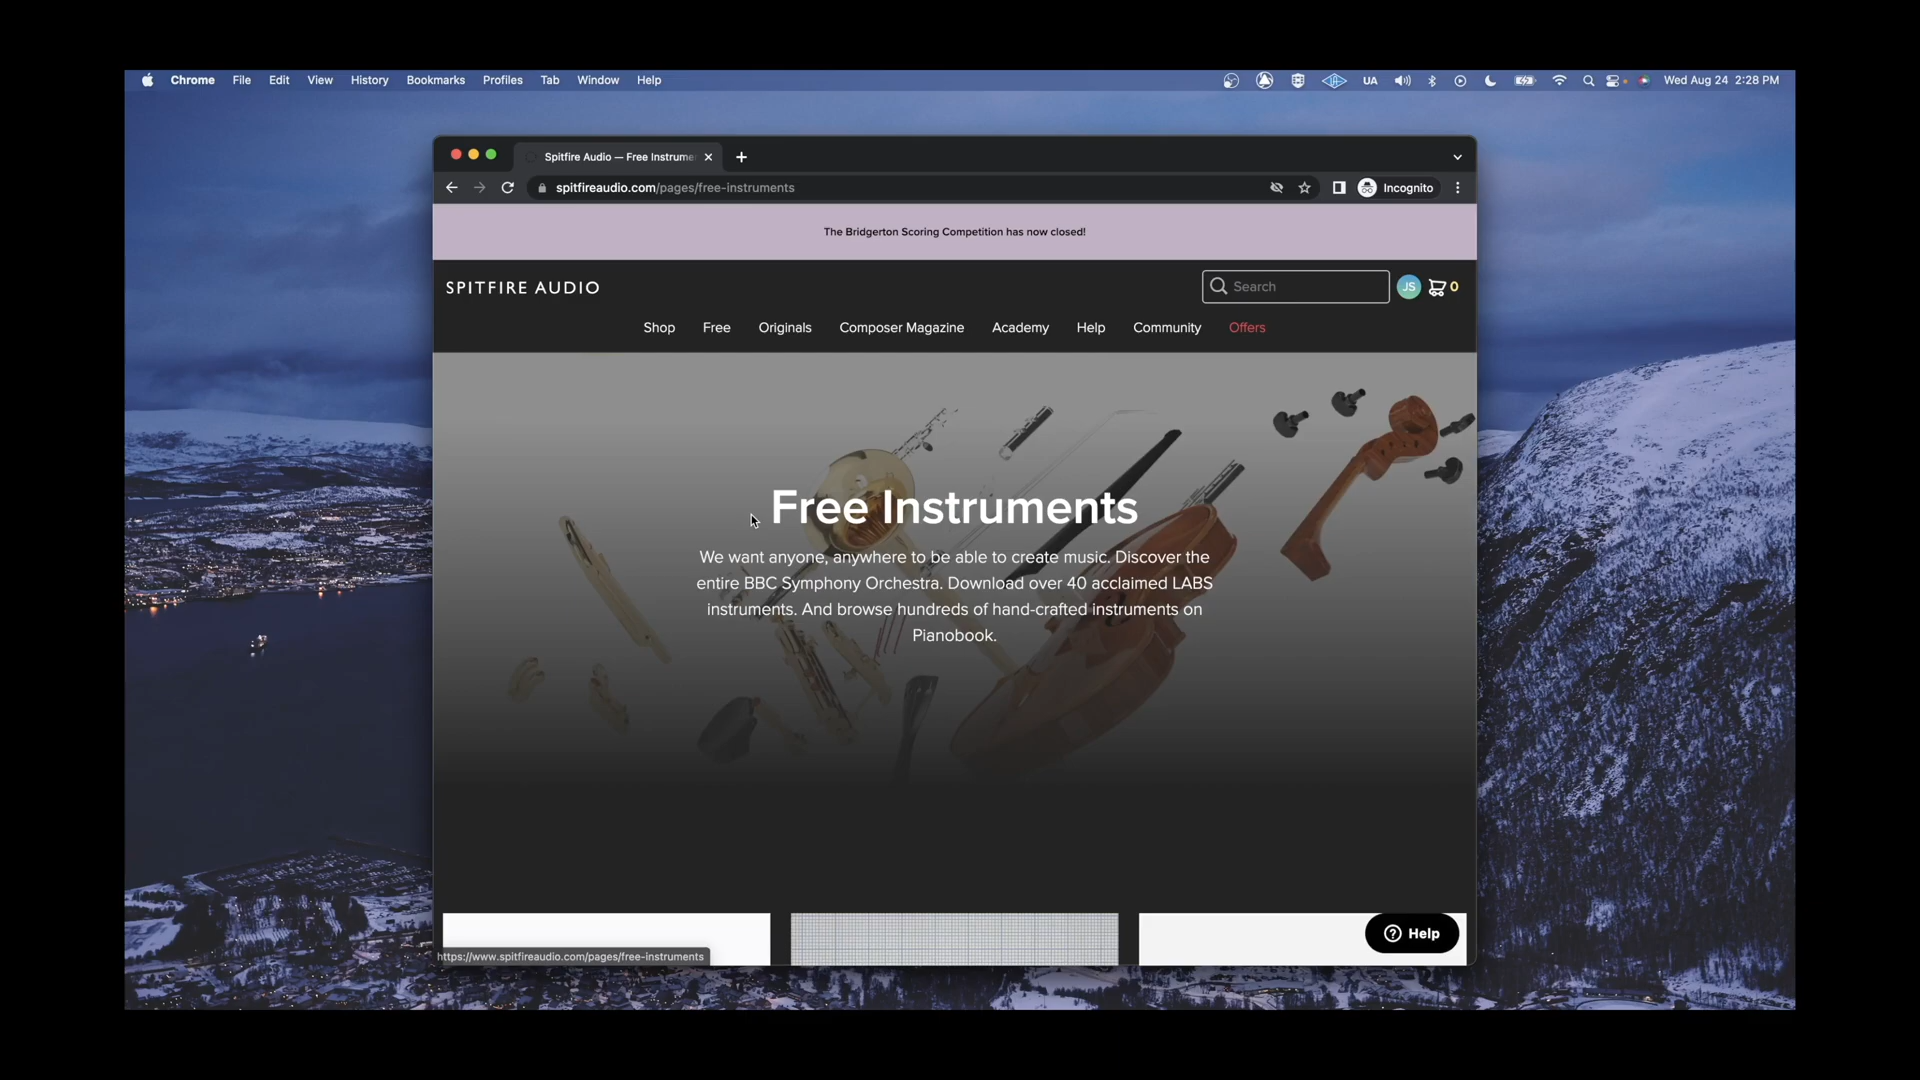 Chrome File Edit View History Bookmarks Profiles Tab Window Help UA Wed Aug 24 2:28 PM
Spitfire Audio — Free Instrume
spitfireaudio.com/pages/free-instruments Incognito
The Bridgerton Scoring Competition has now closed!
SPITFIRE AUDIO Search JS 0
Shop Free Originals Composer Magazine Academy Help Community Offers
Free Instruments
We want anyone, anywhere to be able to create music. Discover the
entire BBC Symphony Orchestra. Download over 40 acclaimed LABS
instruments. And browse hundreds of hand-crafted instruments on
Pianobook.
Help
https://www.spitfireaudio.com/pages/free-instruments